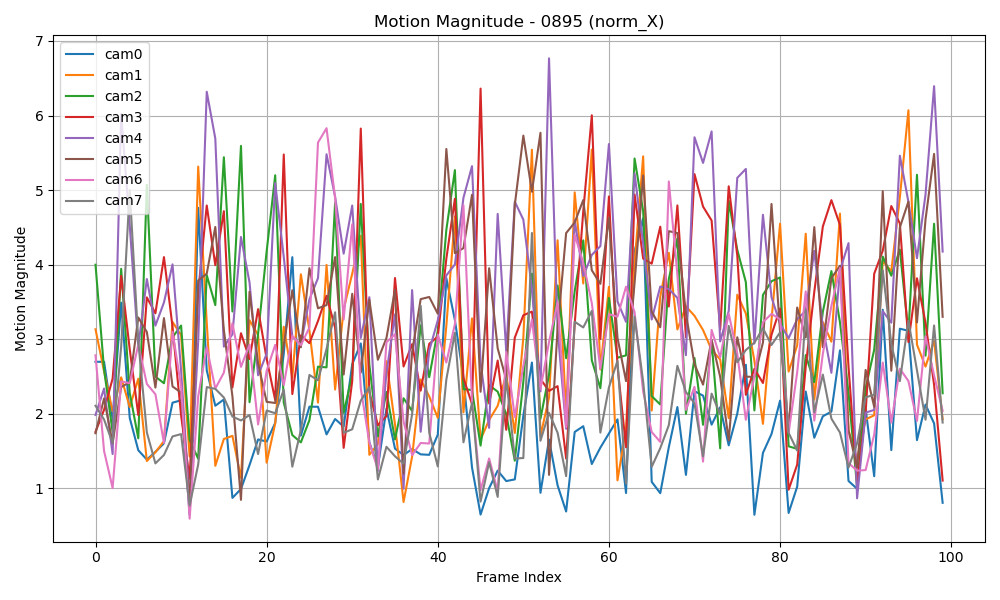 Motion Magnitude - 0895 (norm_X)
7
6
5
4
3
2
1
Motion Magnitude
cam0
cam1
cam2
cam3
cam4
cam5
cam6
cam7
0 20 40 60 80 100
Frame Index